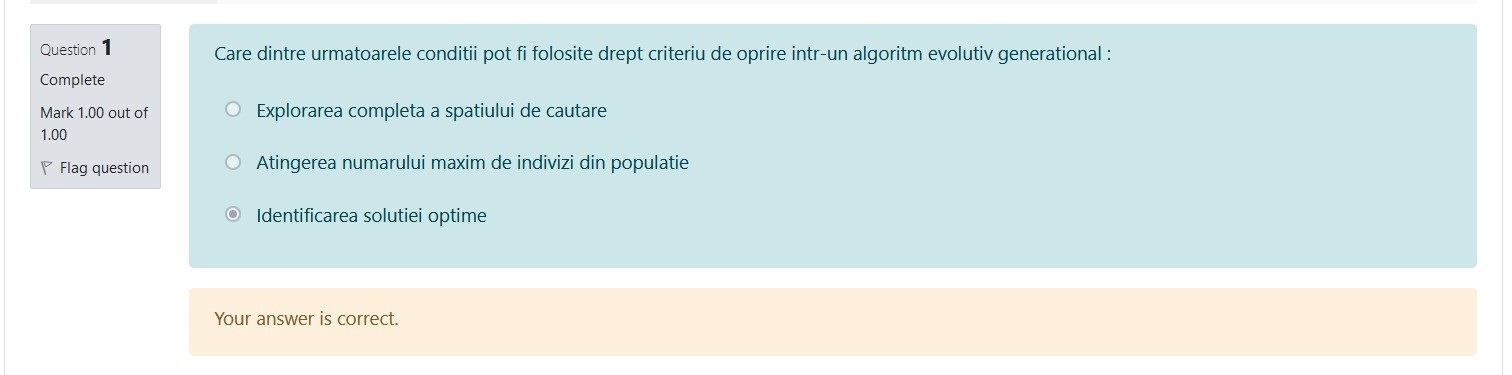 Question 1
Complete
Mark 1.00 out of
1.00
Flag question
Care dintre urmatoarele conditii pot fi folosite drept criteriu de oprire intr-un algoritm evolutiv generational :
Explorarea completa a spatiului de cautare
Atingerea numarului maxim de indivizi din populatie
Identificarea solutiei optime
Your answer is correct.